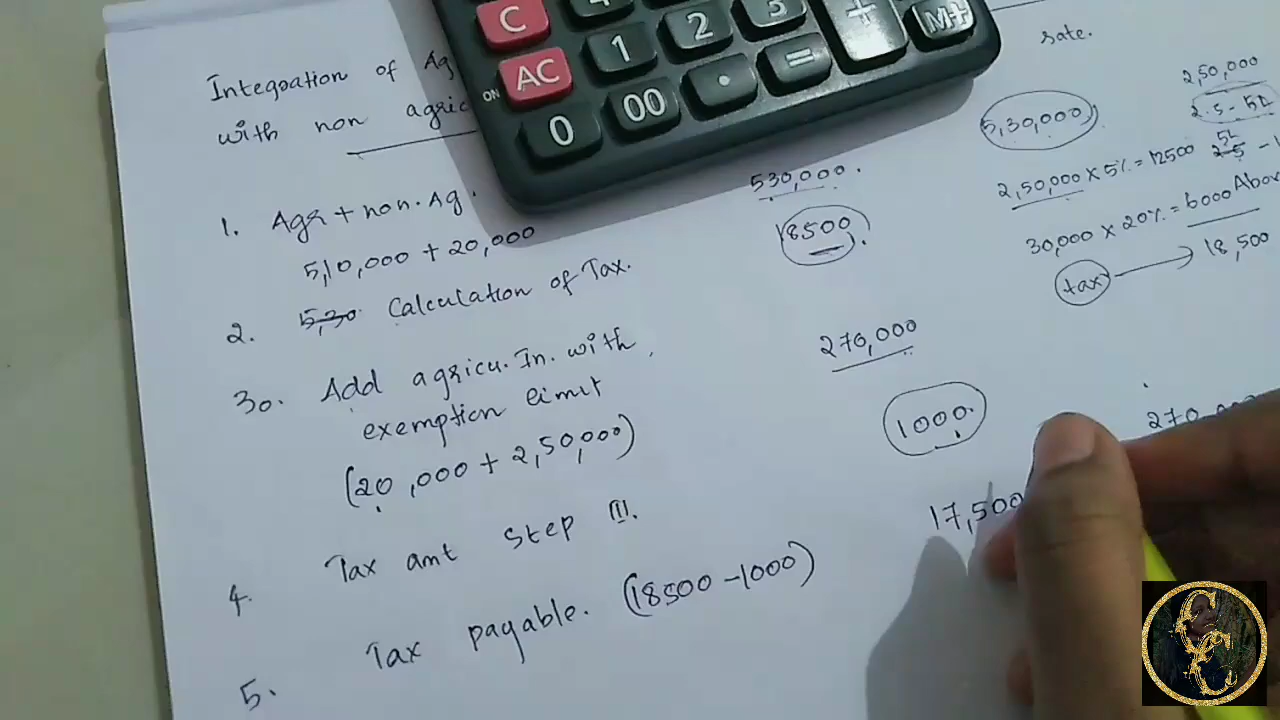 Integration of Ag
with non agric
1. Agri + non. Ag.
5,10,000 + 20,000
530,000.
2. 5,30 Calculation of Tax.
18500
3. Add agricu. In. with
exemption limit
(20,000 + 2,50,000)
270,000
4. Tax amt Step III.
1000.
5. Tax payable. (18500 - 1000)
17,500
rate.
2,50,000
5,30,000
2.5 - 5L
2,50,000 x 5% = 12500
30,000 x 20% = 6000 Above
tax → 18,500
C
AC
ON
0
00
1
2
3
.
=
+
M+